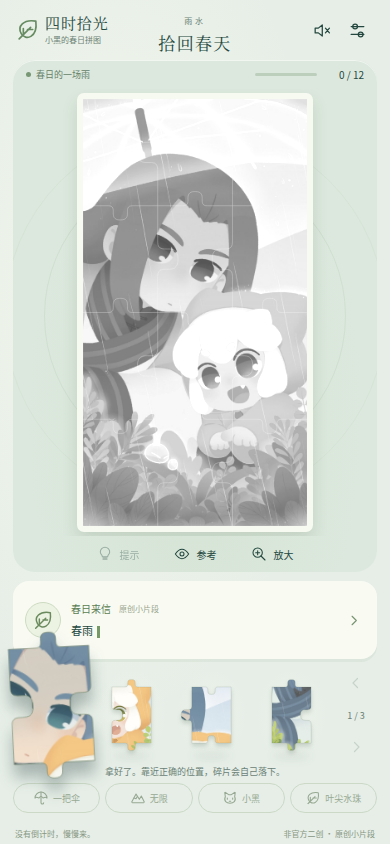 四时拾光
小黑的春日拼图
雨水
拾回春天
春日的一场雨
0 / 12
提示
参考
放大
春日来信 原创小片段
春雨
1 / 3
拿好了。靠近正确的位置，碎片会自己落下。
一把伞
无限
小黑
叶尖水珠
没有倒计时，慢慢来。
非官方二创 · 原创小片段